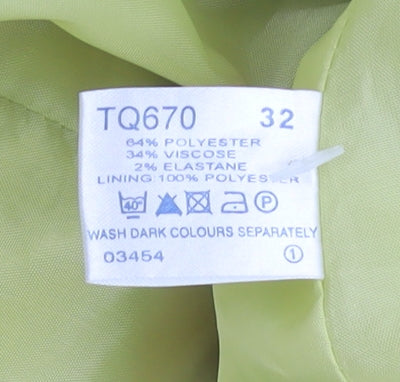 TQ670 32
64% POLYESTER
34% VISCOSE
2% ELASTANE
LINING 100% POLYESTER
40° P
WASH DARK COLOURS SEPARATELY
03454 1